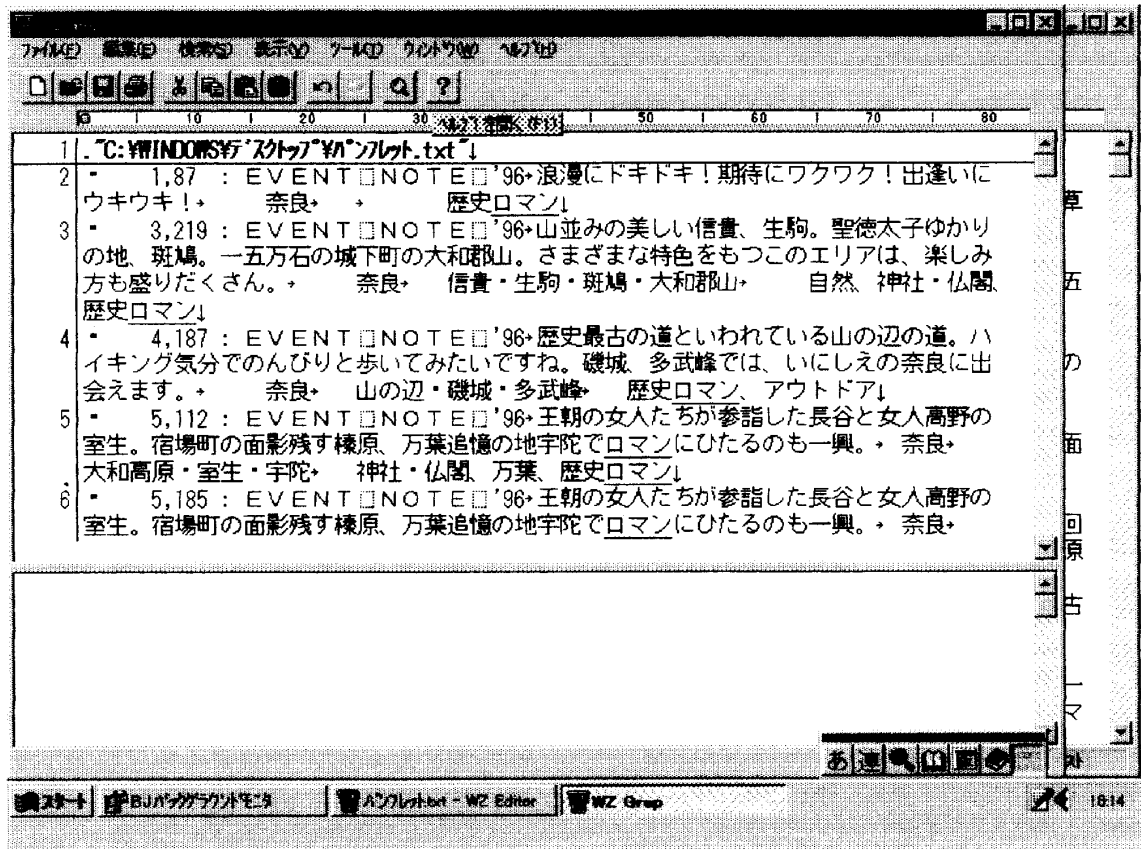 ファイル(F) 編集(E) 検索(S) 表示(V) ツール(T) ウィンドウ(W) ヘルプ(H)
10 20 30 50 60 70 80
ヘルプを開く
1 ."C:¥WINDOWS¥デスクトップ¥パンフレット.txt"↓
2 1,87 : EVENT□NOTE□'96→浪漫にドキドキ！期待にワクワク！出逢いに
ウキウキ！→ 奈良→ → 歴史ロマン↓
3 3,219 : EVENT□NOTE□'96→山並みの美しい信貴、生駒。聖徳太子ゆかり
の地、斑鳩。一五万石の城下町の大和郡山。さまざまな特色をもつこのエリアは、楽しみ
方も盛りだくさん。→ 奈良→ 信貴・生駒・斑鳩・大和郡山→ 自然、神社・仏閣、
歴史ロマン↓
4 4,187 : EVENT□NOTE□'96→歴史最古の道といわれている山の辺の道。ハ
イキング気分でのんびりと歩いてみたいですね。磯城、多武峰では、いにしえの奈良に出
会えます。→ 奈良→ 山の辺・磯城・多武峰→ 歴史ロマン、アウトドア↓
5 5,112 : EVENT□NOTE□'96→王朝の女人たちが参詣した長谷と女人高野の
室生。宿場町の面影残す榛原、万葉追憶の地宇陀でロマンにひたるのも一興。→ 奈良→
大和高原・室生・宇陀→ 神社・仏閣、万葉、歴史ロマン↓
6 5,185 : EVENT□NOTE□'96→王朝の女人たちが参詣した長谷と女人高野の
室生。宿場町の面影残す榛原、万葉追憶の地宇陀でロマンにひたるのも一興。→ 奈良→
草
五
の
面
回
原
古
一
マ
あ 連
スタート BJバックグラウンドモニタ パンフレット.txt - WZ Editor WZ Grep 16:14